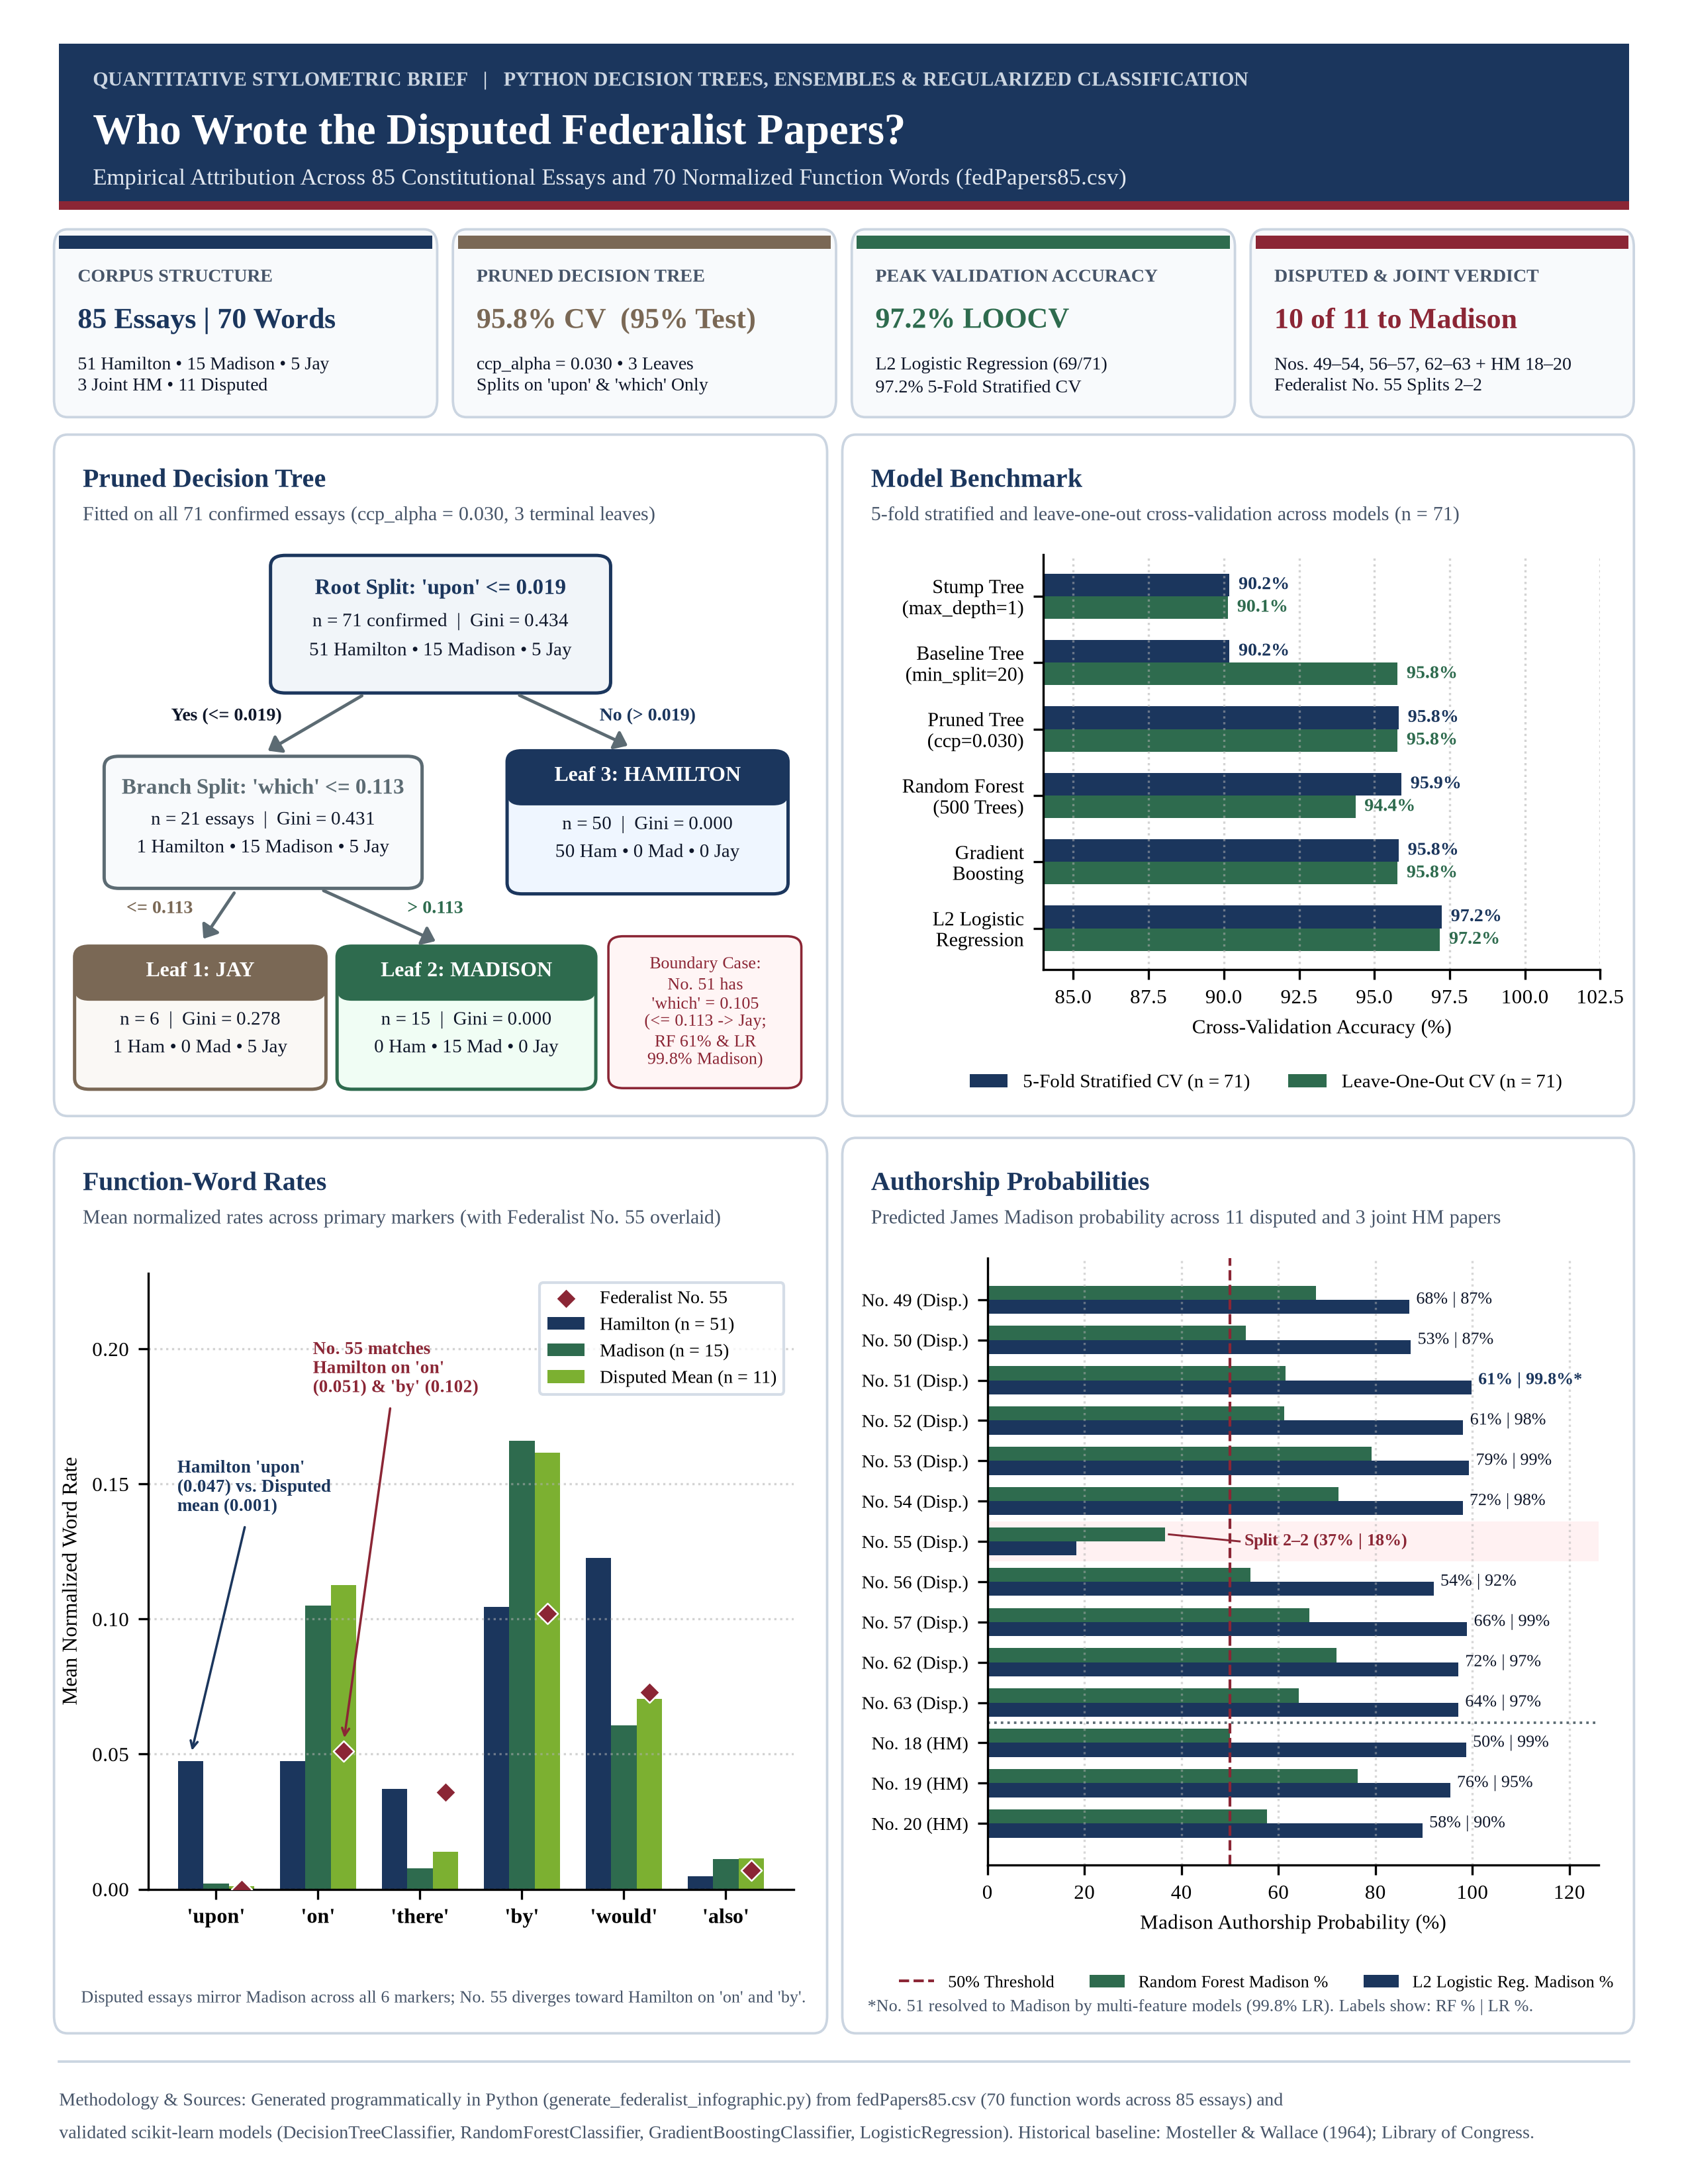 QUANTITATIVE STYLOMETRIC BRIEF | PYTHON DECISION TREES, ENSEMBLES & REGULARIZED CLASSIFICATION
Who Wrote the Disputed Federalist Papers?
Empirical Attribution Across 85 Constitutional Essays and 70 Normalized Function Words (fedPapers85.csv)
CORPUS STRUCTURE
85 Essays | 70 Words
51 Hamilton • 15 Madison • 5 Jay
3 Joint HM • 11 Disputed
PRUNED DECISION TREE
95.8% CV (95% Test)
ccp_alpha = 0.030 • 3 Leaves
Splits on 'upon' & 'which' Only
PEAK VALIDATION ACCURACY
97.2% LOOCV
L2 Logistic Regression (69/71)
97.2% 5-Fold Stratified CV
DISPUTED & JOINT VERDICT
10 of 11 to Madison
Nos. 49–54, 56–57, 62–63 + HM 18–20
Federalist No. 55 Splits 2–2
Pruned Decision Tree
Fitted on all 71 confirmed essays (ccp_alpha = 0.030, 3 terminal leaves)
Root Split: 'upon' <= 0.019
n = 71 confirmed | Gini = 0.434
51 Hamilton • 15 Madison • 5 Jay
Yes (<= 0.019)
No (> 0.019)
Branch Split: 'which' <= 0.113
n = 21 essays | Gini = 0.431
1 Hamilton • 15 Madison • 5 Jay
Leaf 3: HAMILTON
n = 50 | Gini = 0.000
50 Ham • 0 Mad • 0 Jay
<= 0.113
> 0.113
Leaf 1: JAY
n = 6 | Gini = 0.278
1 Ham • 0 Mad • 5 Jay
Leaf 2: MADISON
n = 15 | Gini = 0.000
0 Ham • 15 Mad • 0 Jay
Boundary Case:
No. 51 has
'which' = 0.105
(<= 0.113 -> Jay;
RF 61% & LR
99.8% Madison)
Model Benchmark
5-fold stratified and leave-one-out cross-validation across models (n = 71)
Stump Tree
(max_depth=1)
90.2%
90.1%
Baseline Tree
(min_split=20)
90.2%
95.8%
Pruned Tree
(ccp=0.030)
95.8%
95.8%
Random Forest
(500 Trees)
95.9%
94.4%
Gradient
Boosting
95.8%
95.8%
L2 Logistic
Regression
97.2%
97.2%
85.0 87.5 90.0 92.5 95.0 97.5 100.0 102.5
Cross-Validation Accuracy (%)
5-Fold Stratified CV (n = 71) Leave-One-Out CV (n = 71)
Function-Word Rates
Mean normalized rates across primary markers (with Federalist No. 55 overlaid)
Mean Normalized Word Rate
0.20
0.15
0.10
0.05
0.00
Federalist No. 55
Hamilton (n = 51)
Madison (n = 15)
Disputed Mean (n = 11)
No. 55 matches
Hamilton on 'on'
(0.051) & 'by' (0.102)
Hamilton 'upon'
(0.047) vs. Disputed
mean (0.001)
'upon' 'on' 'there' 'by' 'would' 'also'
Disputed essays mirror Madison across all 6 markers; No. 55 diverges toward Hamilton on 'on' and 'by'.
Authorship Probabilities
Predicted James Madison probability across 11 disputed and 3 joint HM papers
No. 49 (Disp.) 68% | 87%
No. 50 (Disp.) 53% | 87%
No. 51 (Disp.) 61% | 99.8%*
No. 52 (Disp.) 61% | 98%
No. 53 (Disp.) 79% | 99%
No. 54 (Disp.) 72% | 98%
No. 55 (Disp.) Split 2–2 (37% | 18%)
No. 56 (Disp.) 54% | 92%
No. 57 (Disp.) 66% | 99%
No. 62 (Disp.) 72% | 97%
No. 63 (Disp.) 64% | 97%
No. 18 (HM) 50% | 99%
No. 19 (HM) 76% | 95%
No. 20 (HM) 58% | 90%
0 20 40 60 80 100 120
Madison Authorship Probability (%)
50% Threshold Random Forest Madison % L2 Logistic Reg. Madison %
*No. 51 resolved to Madison by multi-feature models (99.8% LR). Labels show: RF % | LR %.
Methodology & Sources: Generated programmatically in Python (generate_federalist_infographic.py) from fedPapers85.csv (70 function words across 85 essays) and
validated scikit-learn models (DecisionTreeClassifier, RandomForestClassifier, GradientBoostingClassifier, LogisticRegression). Historical baseline: Mosteller & Wallace (1964); Library of Congress.